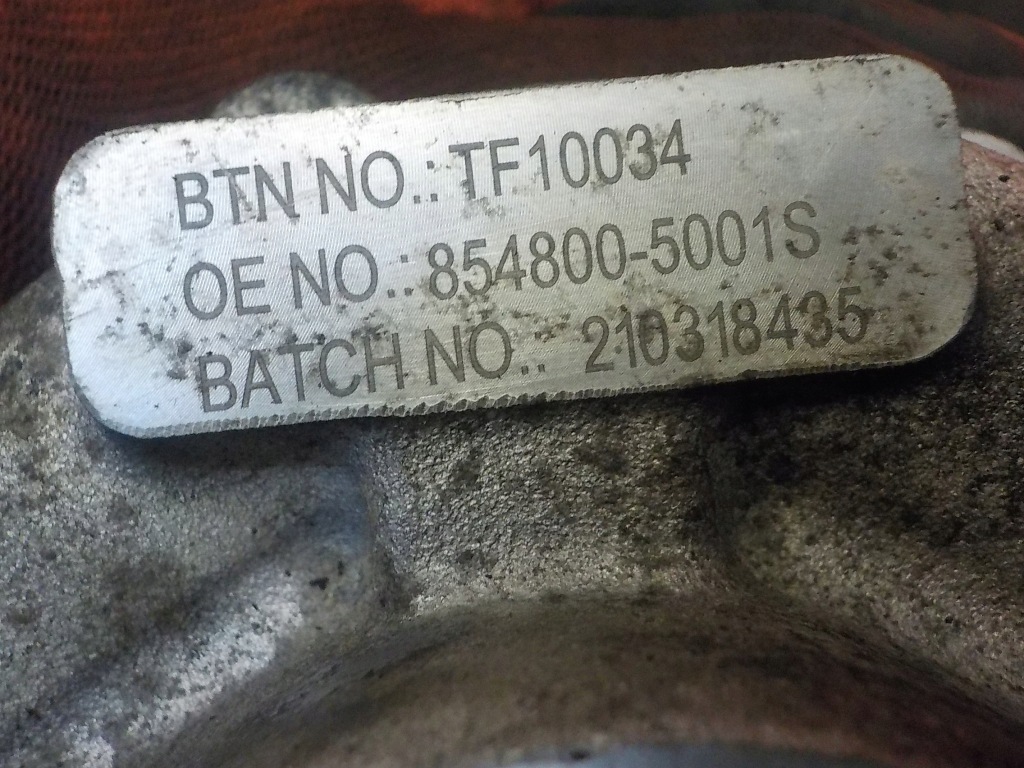 BTN NO.: TF10034
OE NO.: 854800-5001S
BATCH NO.: 210318435